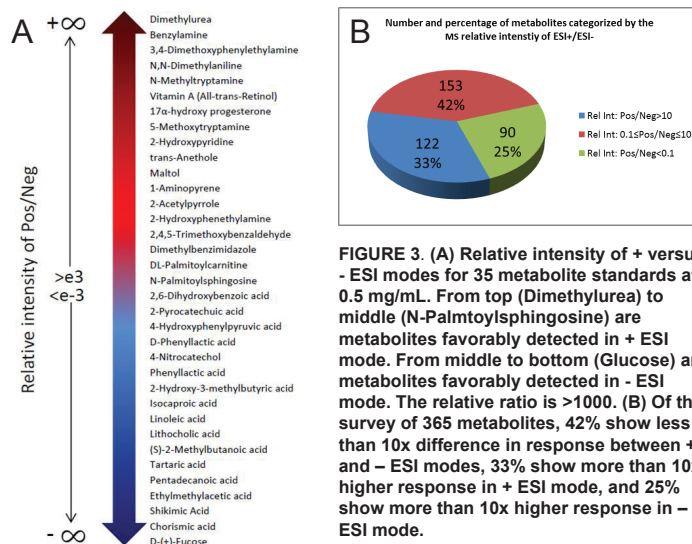 A
+ ∞
Relative intensity of Pos/Neg
>e3
<e-3
- ∞
Dimethylurea
Benzylamine
3,4-Dimethoxyphenylethylamine
N,N-Dimethylaniline
N-Methyltryptamine
Vitamin A (All-trans-Retinol)
17α-hydroxy progesterone
5-Methoxytryptamine
2-Hydroxypyridine
trans-Anethole
Maltol
1-Aminopyrene
2-Acetylpyrrole
2-Hydroxyphenethylamine
2,4,5-Trimethoxybenzaldehyde
Dimethylbenzimidazole
DL-Palmitoylcarnitine
N-Palmitoylsphingosine
2,6-Dihydroxybenzoic acid
2-Pyrocatechuic acid
4-Hydroxyphenylpyruvic acid
D-Phenyllactic acid
4-Nitrocatechol
Phenyllactic acid
2-Hydroxy-3-methylbutyric acid
Isocaproic acid
Linoleic acid
Lithocholic acid
(S)-2-Methylbutanoic acid
Tartaric acid
Pentadecanoic acid
Ethylmethylacetic acid
Shikimic Acid
Chorismic acid
D-(+)-Fucose
B
Number and percentage of metabolites categorized by the
MS relative intenstiy of ESI+/ESI-
153
42%
90
25%
122
33%
Rel Int: Pos/Neg>10
Rel Int: 0.1≤Pos/Neg≤10
Rel Int: Pos/Neg<0.1
FIGURE 3. (A) Relative intensity of + versu
- ESI modes for 35 metabolite standards a
0.5 mg/mL. From top (Dimethylurea) to
middle (N-Palmtoylsphingosine) are
metabolites favorably detected in + ESI
mode. From middle to bottom (Glucose) a
metabolites favorably detected in - ESI
mode. The relative ratio is >1000. (B) Of th
survey of 365 metabolites, 42% show less
than 10x difference in response between +
and – ESI modes, 33% show more than 10
higher response in + ESI mode, and 25%
show more than 10x higher response in –
ESI mode.